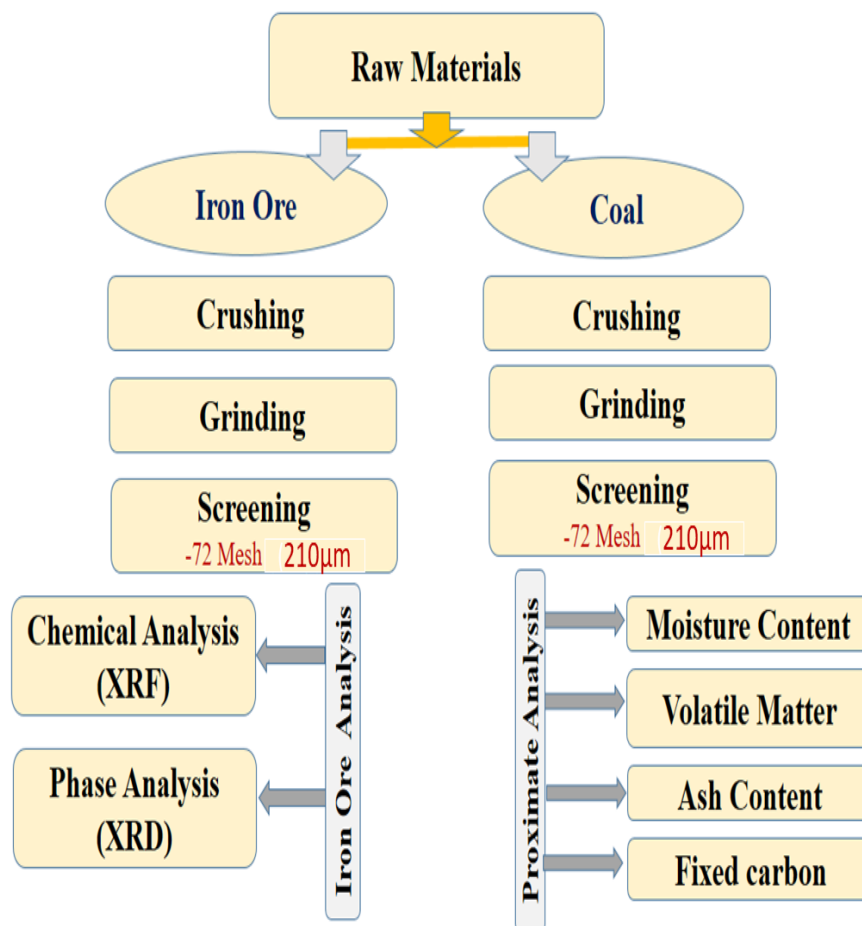 Raw Materials
Iron Ore
Coal
Crushing
Crushing
Grinding
Grinding
Screening
-72 Mesh 210µm
Screening
-72 Mesh 210µm
Iron Ore Analysis
Chemical Analysis
(XRF)
Phase Analysis
(XRD)
Proximate Analysis
Moisture Content
Volatile Matter
Ash Content
Fixed carbon